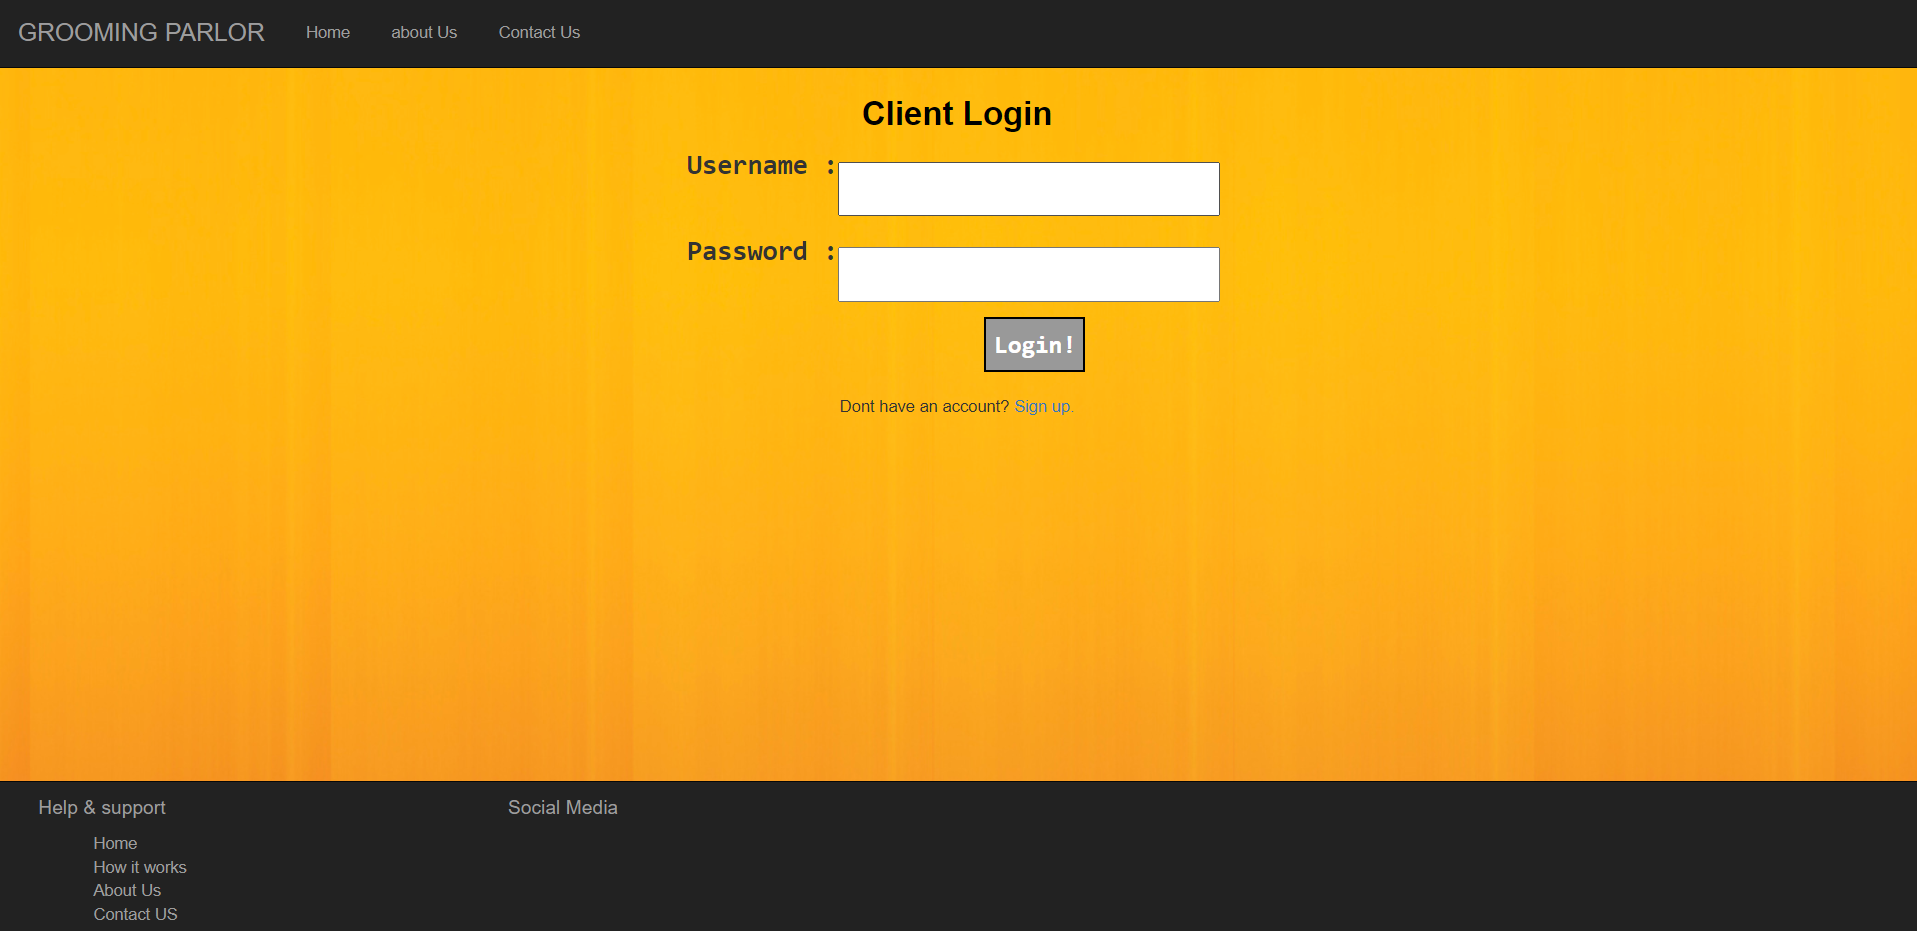 GROOMING PARLOR Home about Us Contact Us
Client Login
Username :
Password :
Login!
Dont have an account? Sign up.
Help & support
Home
How it works
About Us
Contact US
Social Media